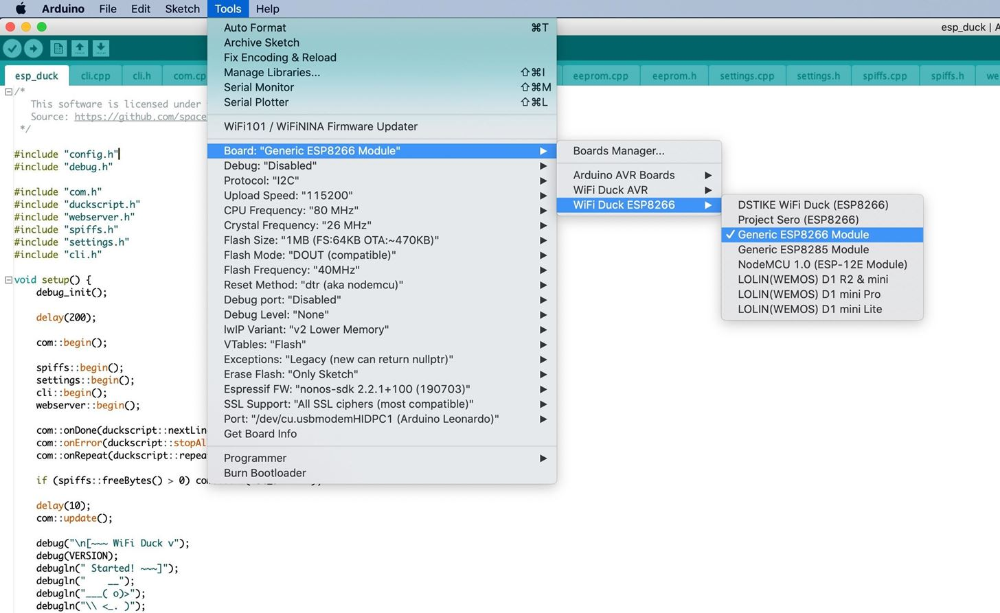 Arduino File Edit Sketch Tools Help
esp_duck | A
esp_duck cli.cpp cli.h com.cp eeprom.cpp eeprom.h settings.cpp settings.h spiffs.cpp spiffs.h we
Auto Format ⌘T
Archive Sketch
Fix Encoding & Reload
Manage Libraries... ⇧⌘I
Serial Monitor ⇧⌘M
Serial Plotter ⇧⌘L
WiFi101 / WiFiNINA Firmware Updater
Board: "Generic ESP8266 Module"
Debug: "Disabled"
Protocol: "I2C"
Upload Speed: "115200"
CPU Frequency: "80 MHz"
Crystal Frequency: "26 MHz"
Flash Size: "1MB (FS:64KB OTA:~470KB)"
Flash Mode: "DOUT (compatible)"
Flash Frequency: "40MHz"
Reset Method: "dtr (aka nodemcu)"
Debug port: "Disabled"
Debug Level: "None"
lwIP Variant: "v2 Lower Memory"
VTables: "Flash"
Exceptions: "Legacy (new can return nullptr)"
Erase Flash: "Only Sketch"
Espressif FW: "nonos-sdk 2.2.1+100 (190703)"
SSL Support: "All SSL ciphers (most compatible)"
Port: "/dev/cu.usbmodemHIDPC1 (Arduino Leonardo)"
Get Board Info
Programmer
Burn Bootloader
Boards Manager...
Arduino AVR Boards
WiFi Duck AVR
WiFi Duck ESP8266
DSTIKE WiFi Duck (ESP8266)
Project Sero (ESP8266)
✓ Generic ESP8266 Module
Generic ESP8285 Module
NodeMCU 1.0 (ESP-12E Module)
LOLIN(WEMOS) D1 R2 & mini
LOLIN(WEMOS) D1 mini Pro
LOLIN(WEMOS) D1 mini Lite
/*
This software is licensed under
Source: https://github.com/space
*/
#include "config.h"
#include "debug.h"
#include "com.h"
#include "duckscript.h"
#include "webserver.h"
#include "spiffs.h"
#include "settings.h"
#include "cli.h"
void setup() {
debug_init();
delay(200);
com::begin();
spiffs::begin();
settings::begin();
cli::begin();
webserver::begin();
com::onDone(duckscript::nextLin
com::onError(duckscript::stopAl
com::onRepeat(duckscript::repea
if (spiffs::freeBytes() > 0) co
delay(10);
com::update();
debug("\n[~~~ WiFi Duck v");
debug(VERSION);
debugln(" Started! ~~~]");
debugln("    __");
debugln("___( o)>");
debugln("\\ <_. )");